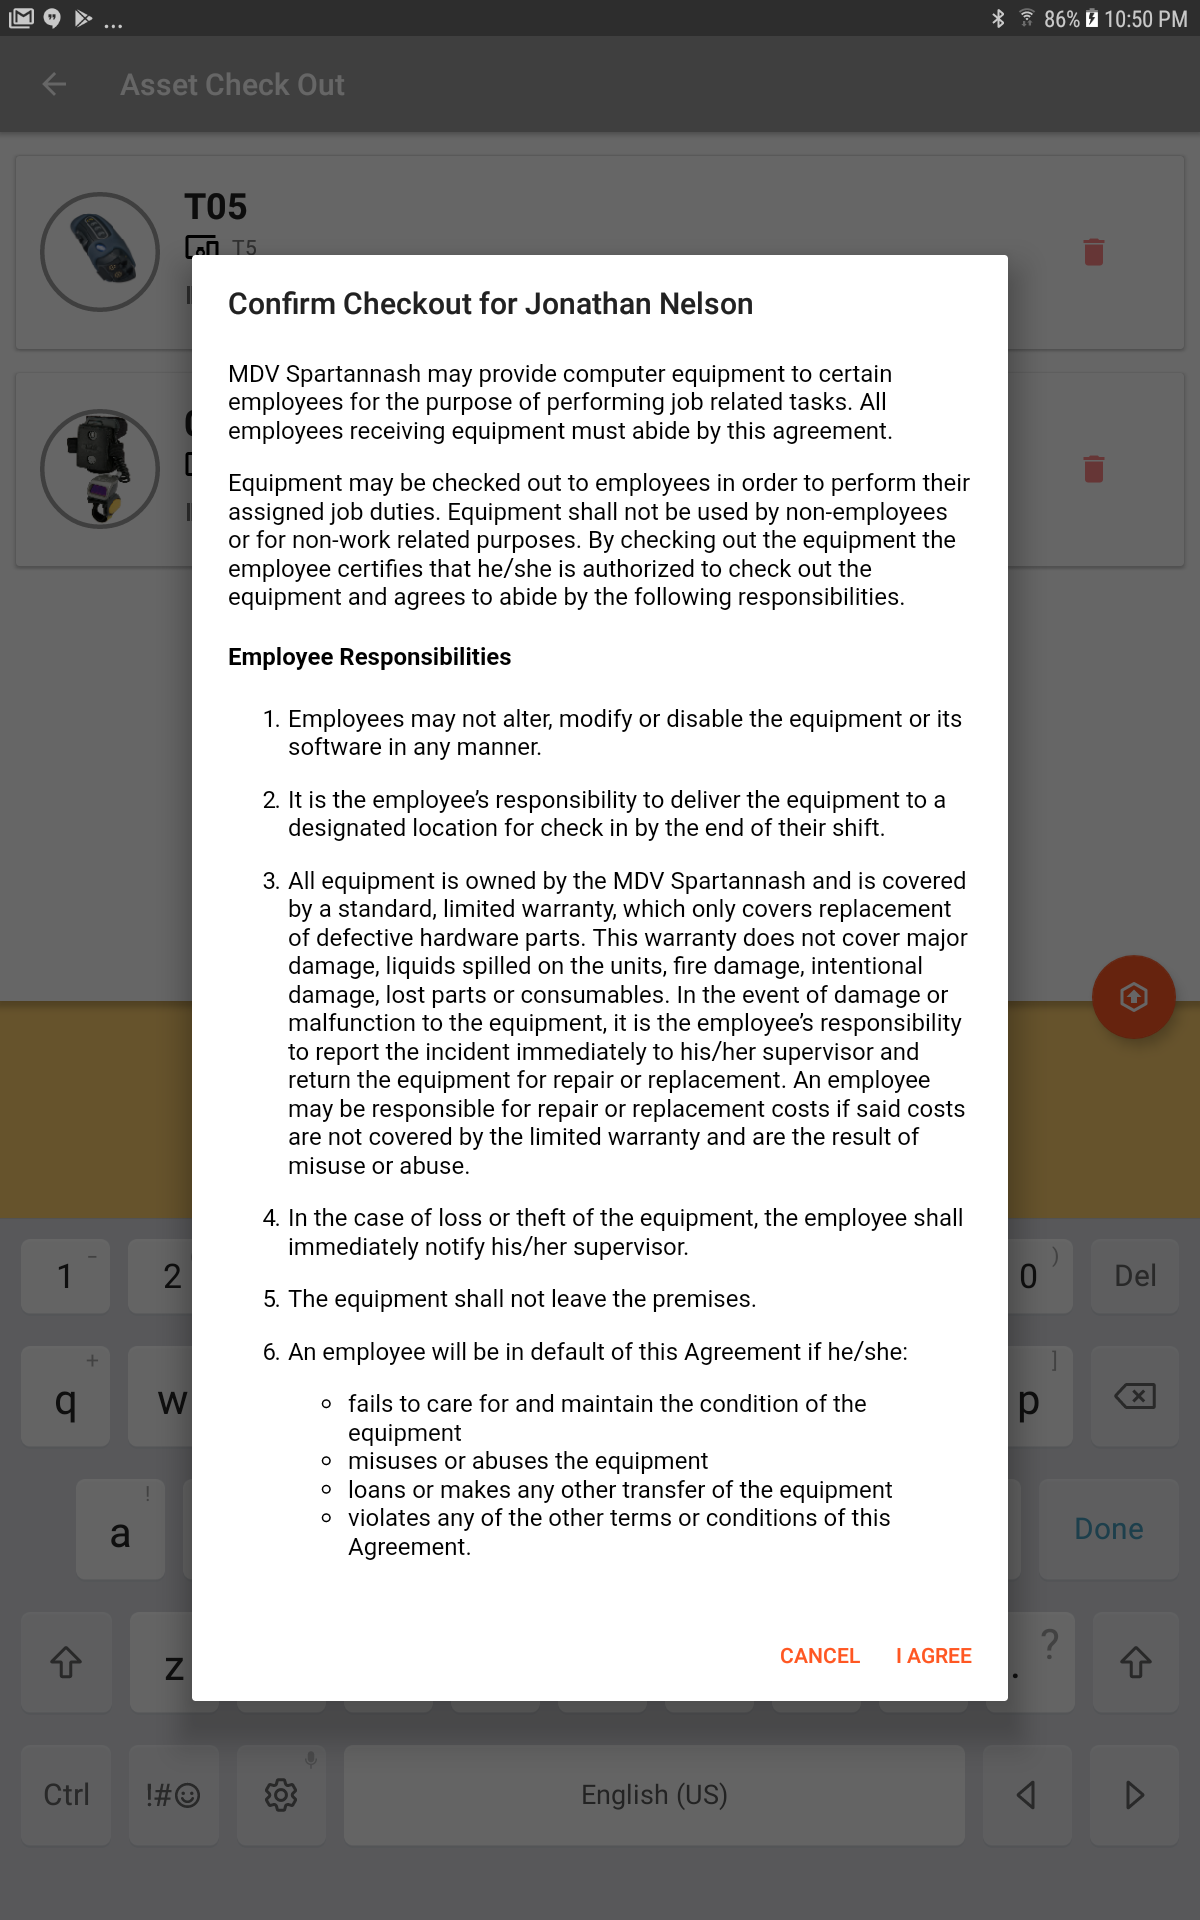 ... 86% 10:50 PM
Asset Check Out
T05
T5
Confirm Checkout for Jonathan Nelson
MDV Spartannash may provide computer equipment to certain
employees for the purpose of performing job related tasks. All
employees receiving equipment must abide by this agreement.
Equipment may be checked out to employees in order to perform their
assigned job duties. Equipment shall not be used by non-employees
or for non-work related purposes. By checking out the equipment the
employee certifies that he/she is authorized to check out the
equipment and agrees to abide by the following responsibilities.
Employee Responsibilities
1. Employees may not alter, modify or disable the equipment or its
software in any manner.
2. It is the employee’s responsibility to deliver the equipment to a
designated location for check in by the end of their shift.
3. All equipment is owned by the MDV Spartannash and is covered
by a standard, limited warranty, which only covers replacement
of defective hardware parts. This warranty does not cover major
damage, liquids spilled on the units, fire damage, intentional
damage, lost parts or consumables. In the event of damage or
malfunction to the equipment, it is the employee’s responsibility
to report the incident immediately to his/her supervisor and
return the equipment for repair or replacement. An employee
may be responsible for repair or replacement costs if said costs
are not covered by the limited warranty and are the result of
misuse or abuse.
4. In the case of loss or theft of the equipment, the employee shall
immediately notify his/her supervisor.
5. The equipment shall not leave the premises.
6. An employee will be in default of this Agreement if he/she:
◦ fails to care for and maintain the condition of the
equipment
◦ misuses or abuses the equipment
◦ loans or makes any other transfer of the equipment
◦ violates any of the other terms or conditions of this
Agreement.
CANCEL I AGREE
1 2 0 ) Del
q + w p ]
a ! Done
z . ?
Ctrl !#☺ English (US)